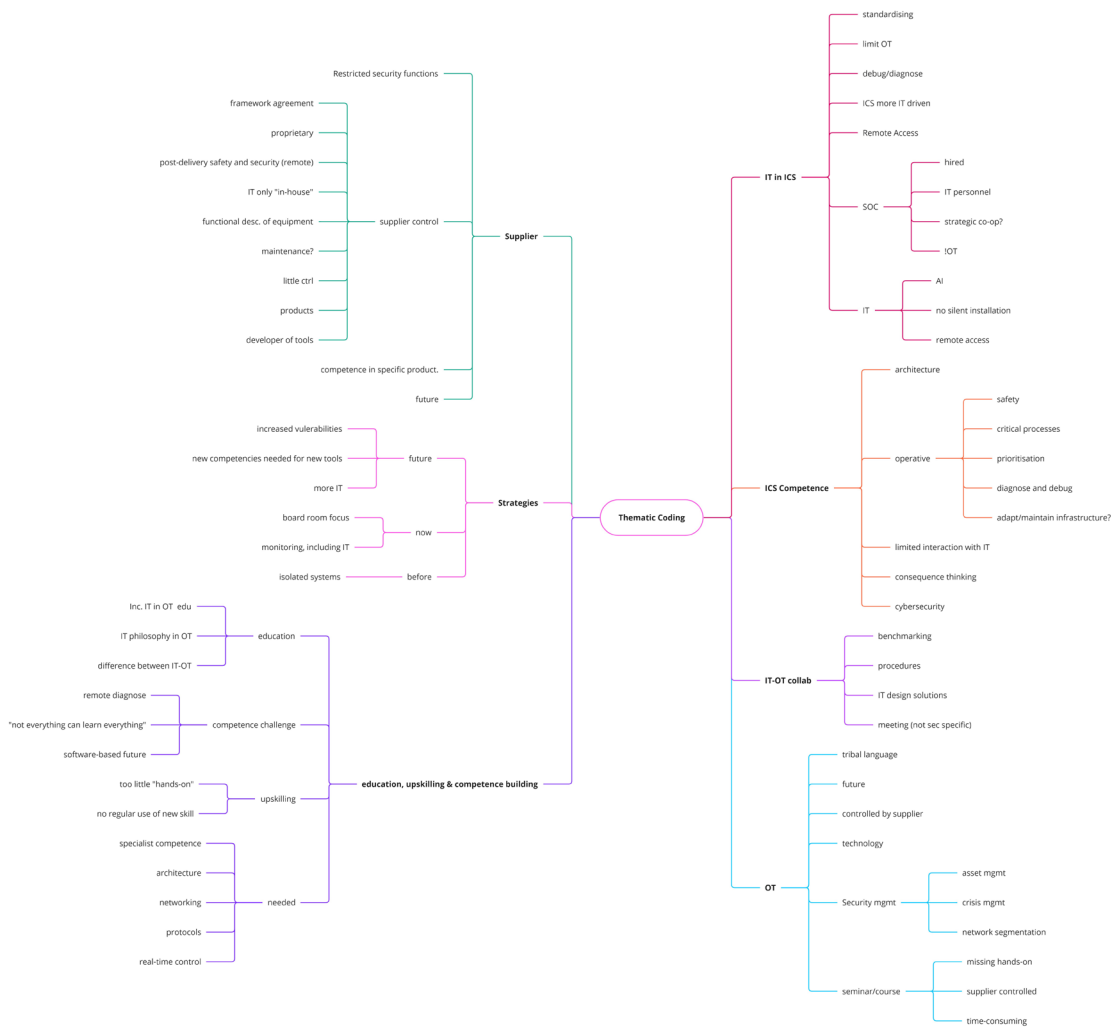 Thematic Coding
Supplier
Restricted security functions
supplier control
framework agreement
proprietary
post-delivery safety and security (remote)
IT only "in-house"
functional desc. of equipment
maintenance?
little ctrl
products
developer of tools
competence in specific product.
future
Strategies
future
increased vulerabilities
new competencies needed for new tools
more IT
now
board room focus
monitoring, including IT
before
isolated systems
education, upskilling & competence building
education
Inc. IT in OT edu
IT philosophy in OT
difference between IT-OT
competence challenge
remote diagnose
"not everything can learn everything"
software-based future
upskilling
too little "hands-on"
no regular use of new skill
needed
specialist competence
architecture
networking
protocols
real-time control
IT in ICS
standardising
limit OT
debug/diagnose
ICS more IT driven
Remote Access
SOC
hired
IT personnel
strategic co-op?
!OT
IT
AI
no silent installation
remote access
ICS Competence
architecture
operative
safety
critical processes
prioritisation
diagnose and debug
adapt/maintain infrastructure?
limited interaction with IT
consequence thinking
cybersecurity
IT-OT collab
benchmarking
procedures
IT design solutions
meeting (not sec specific)
OT
tribal language
future
controlled by supplier
technology
Security mgmt
asset mgmt
crisis mgmt
network segmentation
seminar/course
missing hands-on
supplier controlled
time-consuming